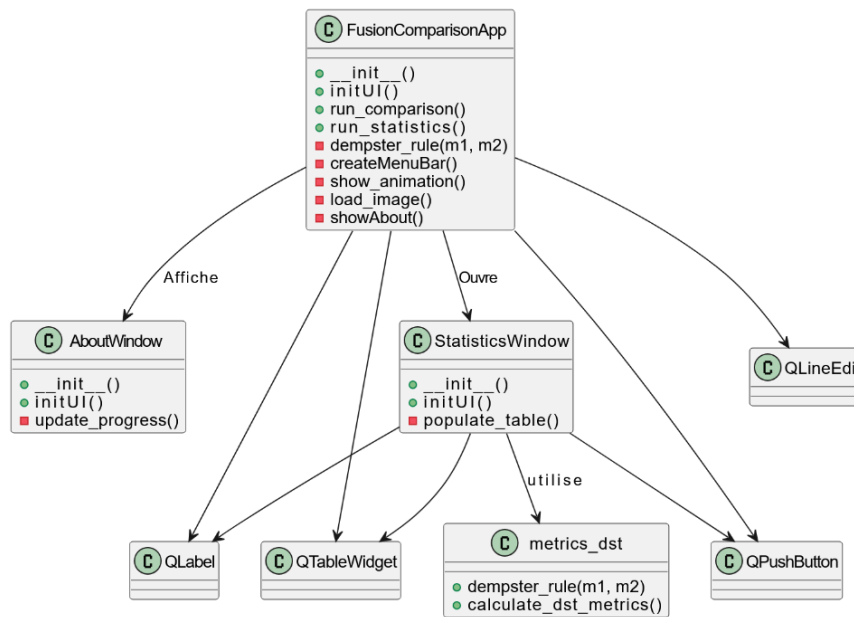 C FusionComparisonApp
__init__()
initUI()
run_comparison()
run_statistics()
dempster_rule(m1, m2)
createMenuBar()
show_animation()
load_image()
showAbout()
Affiche
Ouvre
C AboutWindow
__init__()
initUI()
update_progress()
C StatisticsWindow
__init__()
initUI()
populate_table()
C QLineEdi
utilise
C QLabel
C QTableWidget
C metrics_dst
dempster_rule(m1, m2)
calculate_dst_metrics()
C QPushButton